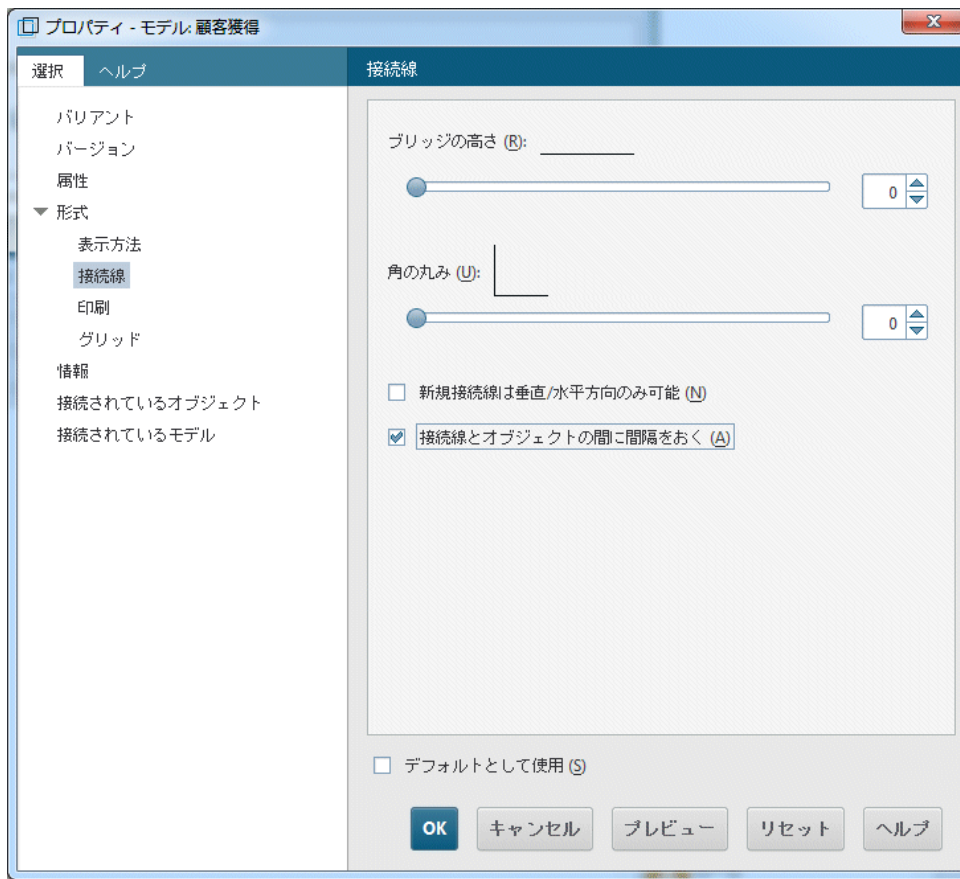 プロパティ - モデル: 顧客獲得
選択
ヘルプ
接続線
バリアント
バージョン
属性
形式
表示方法
接続線
印刷
グリッド
情報
接続されているオブジェクト
接続されているモデル
ブリッジの高さ (R):
0
角の丸み (U):
0
新規接続線は垂直/水平方向のみ可能 (N)
接続線とオブジェクトの間に間隔をおく (A)
デフォルトとして使用 (S)
OK
キャンセル
プレビュー
リセット
ヘルプ